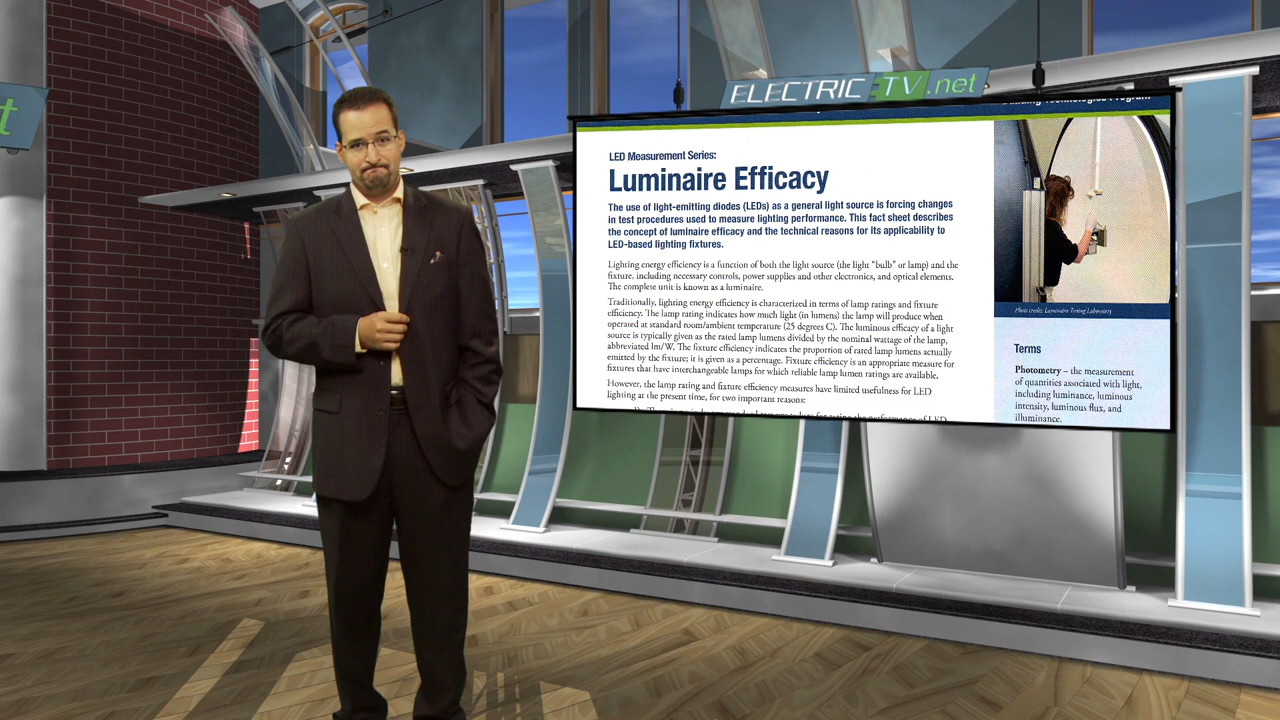 t
ELECTRIC TV.net
Building Technologies Program
LED Measurement Series:
Luminaire Efficacy
The use of light-emitting diodes (LEDs) as a general light source is forcing changes
in test procedures used to measure lighting performance. This fact sheet describes
the concept of luminaire efficacy and the technical reasons for its applicability to
LED-based lighting fixtures.
Lighting energy efficiency is a function of both the light source (the light “bulb” or lamp) and the
fixture, including necessary controls, power supplies and other electronics, and optical elements.
The complete unit is known as a luminaire.
Traditionally, lighting energy efficiency is characterized in terms of lamp ratings and fixture
efficiency. The lamp rating indicates how much light (in lumens) the lamp will produce when
operated at standard room/ambient temperature (25 degrees C). The luminous efficacy of a light
source is typically given as the rated lamp lumens divided by the nominal wattage of the lamp,
abbreviated lm/W. The fixture efficiency indicates the proportion of rated lamp lumens actually
emitted by the fixture; it is given as a percentage. Fixture efficiency is an appropriate measure for
fixtures that have interchangeable lamps for which reliable lamp lumen ratings are available.
However, the lamp rating and fixture efficiency measures have limited usefulness for LED
lighting at the present time, for two important reasons:
Photo credit: Luminaire Testing Laboratory
Terms
Photometry – the measurement
of quantities associated with light,
including luminance, luminous
intensity, luminous flux, and
illuminance.